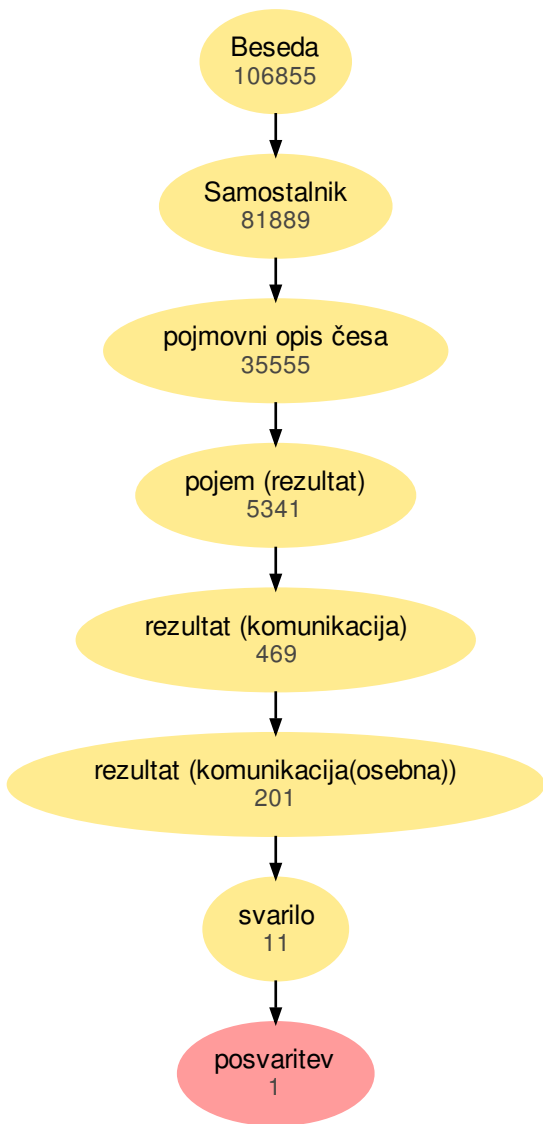 Beseda
106855
Samostalnik
81889
pojmovni opis česa
35555
pojem (rezultat)
5341
rezultat (komunikacija)
469
rezultat (komunikacija(osebna))
201
svarilo
11
posvaritev
1